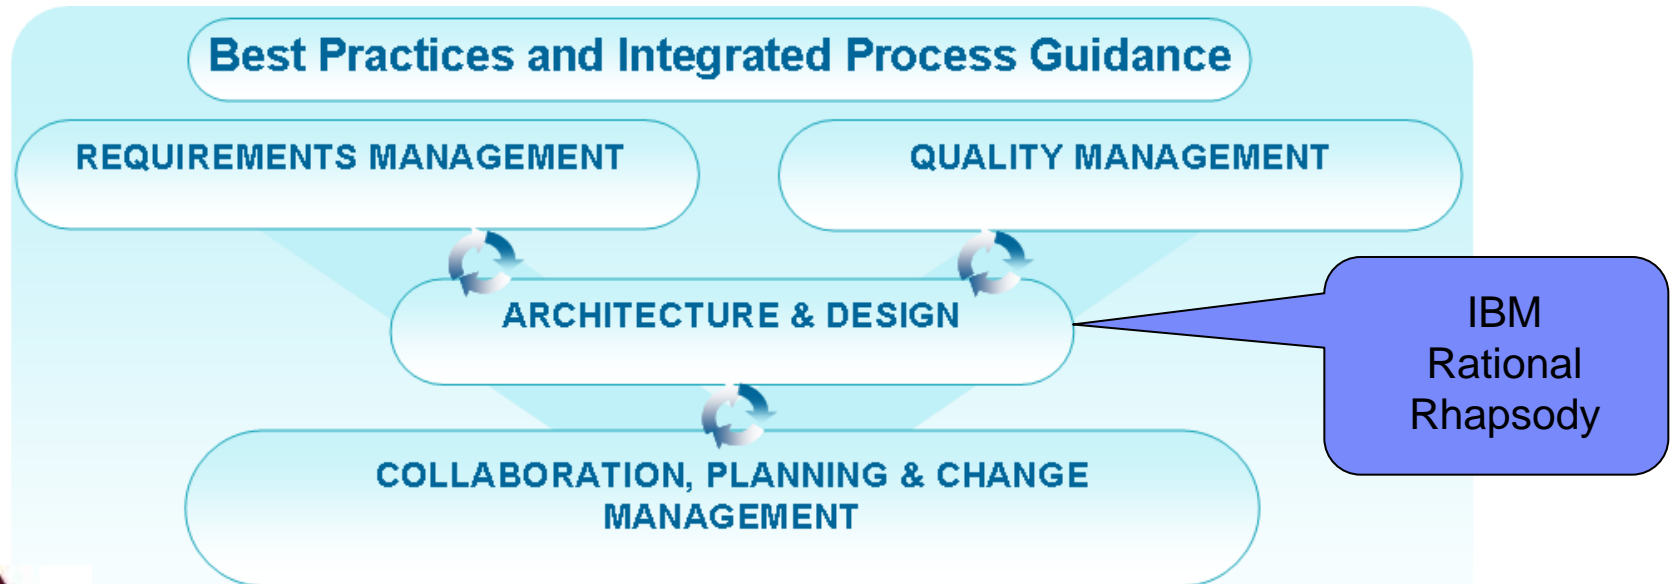 Best Practices and Integrated Process Guidance
REQUIREMENTS MANAGEMENT
QUALITY MANAGEMENT
ARCHITECTURE & DESIGN
IBM
Rational
Rhapsody
COLLABORATION, PLANNING & CHANGE
MANAGEMENT